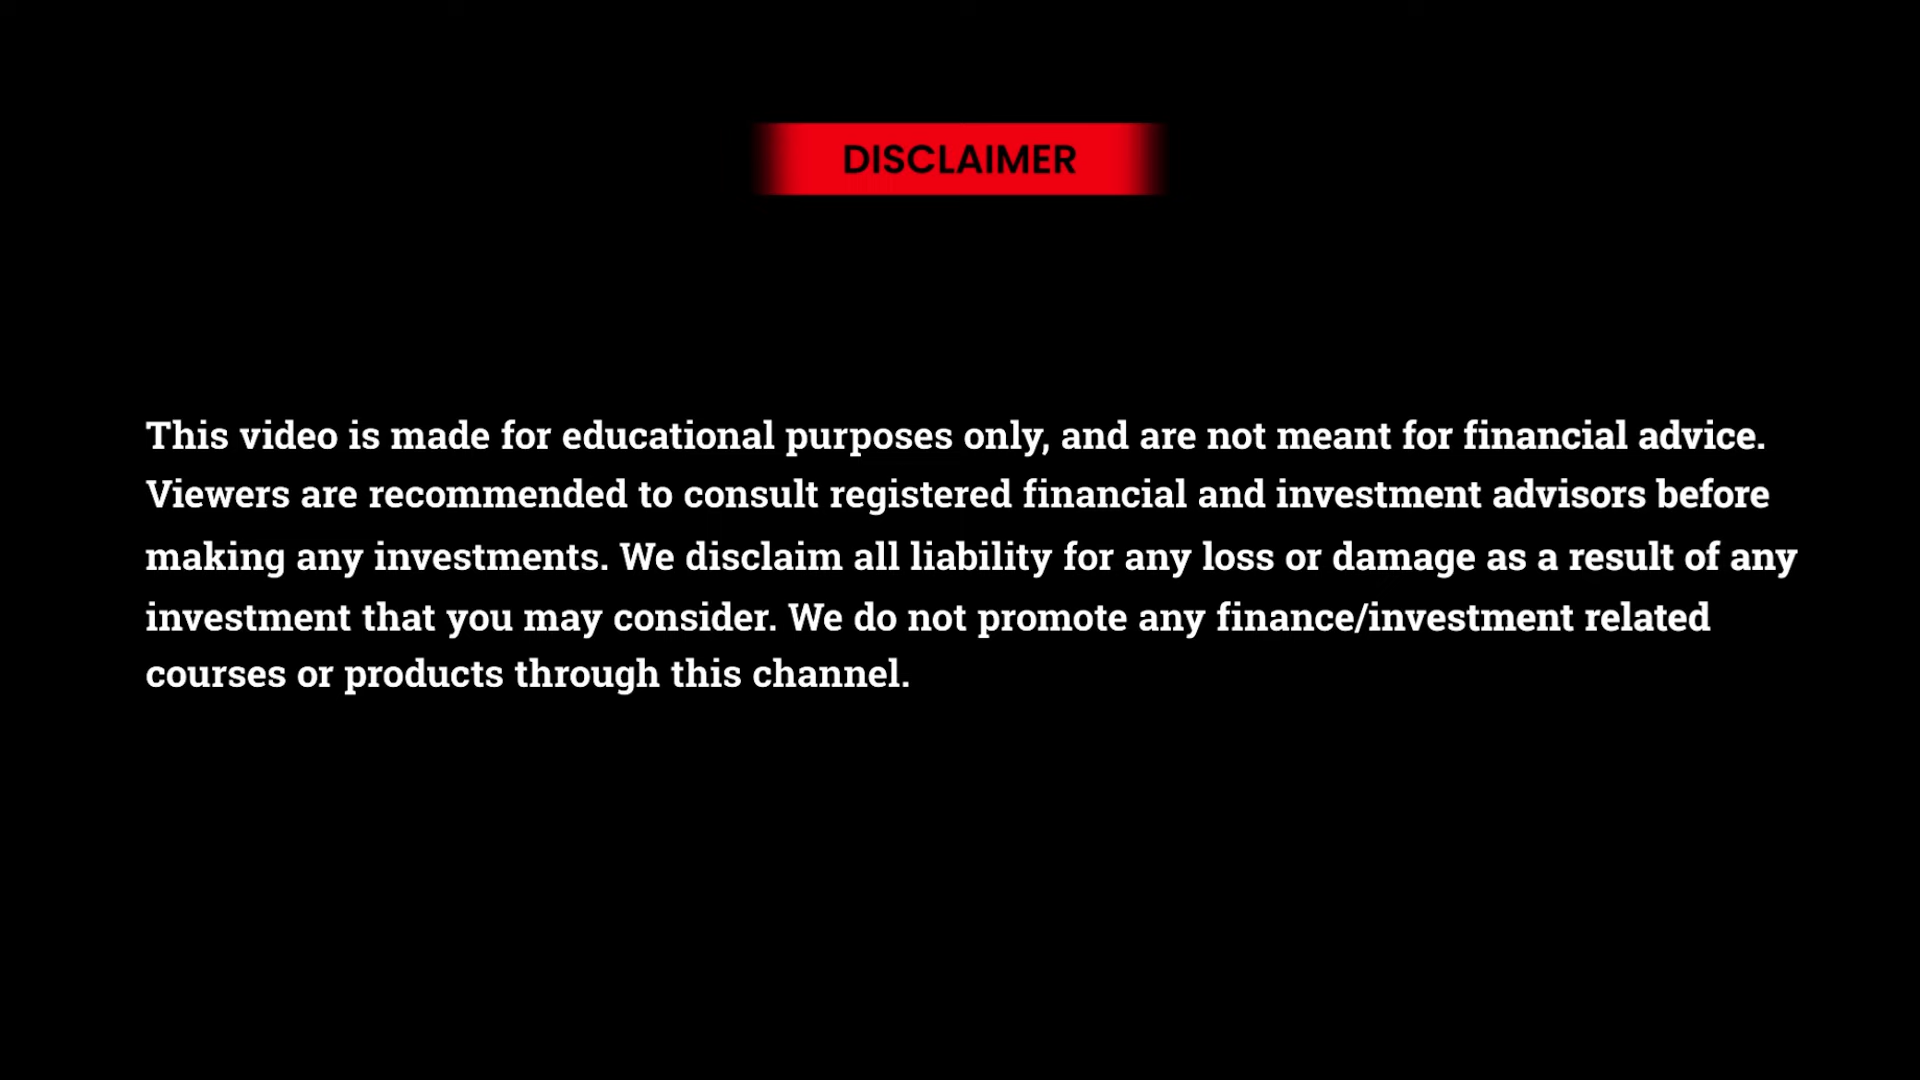 DISCLAIMER
This video is made for educational purposes only, and are not meant for financial advice.
Viewers are recommended to consult registered financial and investment advisors before
making any investments. We disclaim all liability for any loss or damage as a result of any
investment that you may consider. We do not promote any finance/investment related
courses or products through this channel.